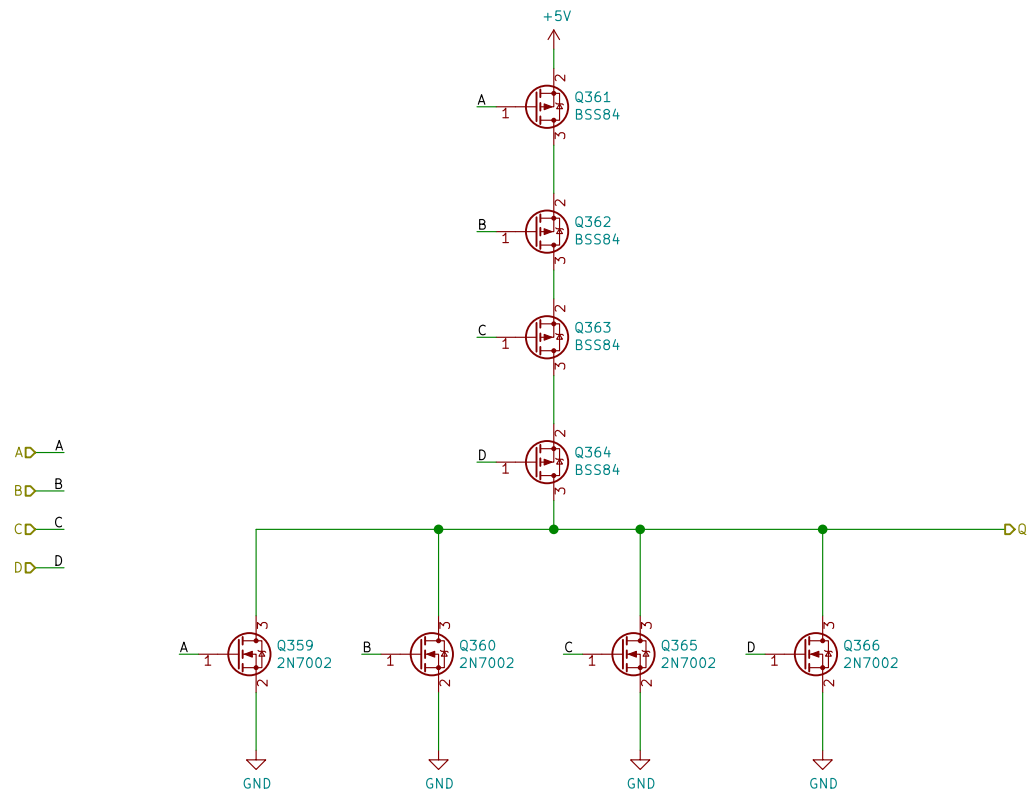 +5V
2
A
1
Q361
BSS84
3
2
B
1
Q362
BSS84
3
2
C
1
Q363
BSS84
3
2
D
1
Q364
BSS84
3
A A
B B
C C
D D
Q
3
A
1
Q359
2N7002
2
3
B
1
Q360
2N7002
2
3
C
1
Q365
2N7002
2
3
D
1
Q366
2N7002
2
GND
GND
GND
GND